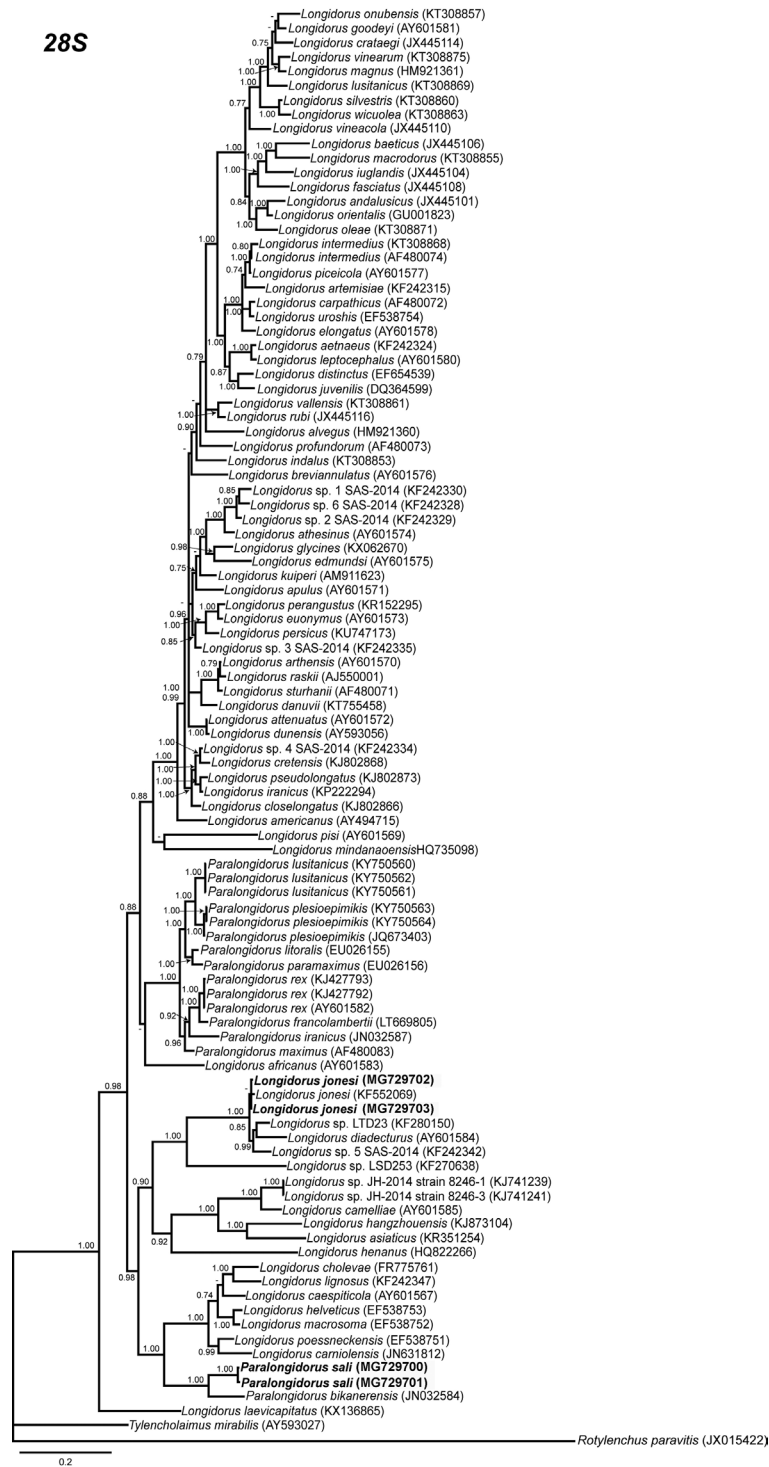 28S
Longidorus onubensis (KT308857)
Longidorus goodeyi (AY601581)
Longidorus crataegi (JX445114)
Longidorus vinearum (KT308875)
Longidorus magnus (HM921361)
Longidorus lusitanicus (KT308869)
Longidorus silvestris (KT308860)
Longidorus wicuolea (KT308863)
Longidorus vineacola (JX445110)
Longidorus baeticus (JX445106)
Longidorus macrodorus (KT308855)
Longidorus iuglandis (JX445104)
Longidorus fasciatus (JX445108)
Longidorus andalusicus (JX445101)
Longidorus orientalis (GU001823)
Longidorus oleae (KT308871)
Longidorus intermedius (KT308868)
Longidorus intermedius (AF480074)
Longidorus piceicola (AY601577)
Longidorus artemisiae (KF242315)
Longidorus carpathicus (AF480072)
Longidorus uroshis (EF538754)
Longidorus elongatus (AY601578)
Longidorus aetnaeus (KF242324)
Longidorus leptocephalus (AY601580)
Longidorus distinctus (EF654539)
Longidorus juvenilis (DQ364599)
Longidorus vallensis (KT308861)
Longidorus rubi (JX445116)
Longidorus alvegus (HM921360)
Longidorus profundorum (AF480073)
Longidorus indalus (KT308853)
Longidorus breviannulatus (AY601576)
Longidorus sp. 1 SAS-2014 (KF242330)
Longidorus sp. 6 SAS-2014 (KF242328)
Longidorus sp. 2 SAS-2014 (KF242329)
Longidorus athesinus (AY601574)
Longidorus glycines (KX062670)
Longidorus edmundsi (AY601575)
Longidorus kuiperi (AM911623)
Longidorus apulus (AY601571)
Longidorus perangustus (KR152295)
Longidorus euonymus (AY601573)
Longidorus persicus (KU747173)
Longidorus sp. 3 SAS-2014 (KF242335)
Longidorus arthensis (AY601570)
Longidorus raskii (AJ550001)
Longidorus sturhanii (AF480071)
Longidorus danuvii (KT755458)
Longidorus attenuatus (AY601572)
Longidorus dunensis (AY593056)
Longidorus sp. 4 SAS-2014 (KF242334)
Longidorus cretensis (KJ802868)
Longidorus pseudolongatus (KJ802873)
Longidorus iranicus (KP222294)
Longidorus closelongatus (KJ802866)
Longidorus americanus (AY494715)
Longidorus pisi (AY601569)
Longidorus mindanaoensisHQ735098)
Paralongidorus lusitanicus (KY750560)
Paralongidorus lusitanicus (KY750562)
Paralongidorus lusitanicus (KY750561)
Paralongidorus plesioepimikis (KY750563)
Paralongidorus plesioepimikis (KY750564)
Paralongidorus plesioepimikis (JQ673403)
Paralongidorus litoralis (EU026155)
Paralongidorus paramaximus (EU026156)
Paralongidorus rex (KJ427793)
Paralongidorus rex (KJ427792)
Paralongidorus rex (AY601582)
Paralongidorus francolambertii (LT669805)
Paralongidorus iranicus (JN032587)
Paralongidorus maximus (AF480083)
Longidorus africanus (AY601583)
Longidorus jonesi (MG729702)
Longidorus jonesi (KF552069)
Longidorus jonesi (MG729703)
Longidorus sp. LTD23 (KF280150)
Longidorus diadecturus (AY601584)
Longidorus sp. 5 SAS-2014 (KF242342)
Longidorus sp. LSD253 (KF270638)
Longidorus sp. JH-2014 strain 8246-1 (KJ741239)
Longidorus sp. JH-2014 strain 8246-3 (KJ741241)
Longidorus camelliae (AY601585)
Longidorus hangzhouensis (KJ873104)
Longidorus asiaticus (KR351254)
Longidorus henanus (HQ822266)
Longidorus cholevae (FR775761)
Longidorus lignosus (KF242347)
Longidorus caespiticola (AY601567)
Longidorus helveticus (EF538753)
Longidorus macrosoma (EF538752)
Longidorus poessneckensis (EF538751)
Longidorus carniolensis (JN631812)
Paralongidorus sali (MG729700)
Paralongidorus sali (MG729701)
Paralongidorus bikanerensis (JN032584)
Longidorus laevicapitatus (KX136865)
Tylencholaimus mirabilis (AY593027)
Rotylenchus paravitis (JX015422)
0.2